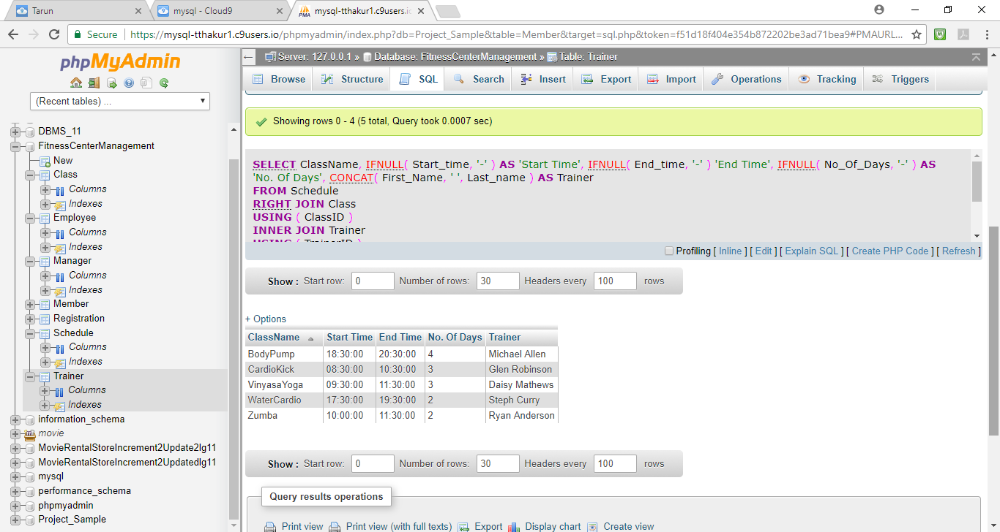 Tarun
mysql - Cloud9
mysql-tthakur1.c9users.io
Secure
https://mysql-tthakur1.c9users.io/phpmyadmin/index.php?db=Project_Sample&table=Member&target=sql.php&token=f51d18f404e354b872202be3ad71bea9#PMAURL...
phpMyAdmin
(Recent tables) ...
DBMS_11
FitnessCenterManagement
New
Class
Columns
Indexes
Employee
Columns
Indexes
Manager
Columns
Indexes
Member
Registration
Schedule
Columns
Indexes
Trainer
Columns
Indexes
information_schema
movie
MovieRentalStoreIncrement2Update2lg11
MovieRentalStoreIncrement2Updatedlg11
mysql
performance_schema
phpmyadmin
Project_Sample
Server: 127.0.0.1 » Database: FitnessCenterManagement » Table: Trainer
Browse Structure SQL Search Insert Export Import Operations Tracking Triggers
Showing rows 0 - 4 (5 total, Query took 0.0007 sec)
SELECT ClassName, IFNULL( Start_time, '-' ) AS 'Start Time', IFNULL( End_time, '-' ) 'End Time', IFNULL( No_Of_Days, '-' ) AS
'No. Of Days', CONCAT( First_Name, ' ', Last_name ) AS Trainer
FROM Schedule
RIGHT JOIN Class
USING ( ClassID )
INNER JOIN Trainer
USING ( TrainerID )
Profiling [ Inline ] [ Edit ] [ Explain SQL ] [ Create PHP Code ] [ Refresh ]
Show : Start row: 0 Number of rows: 30 Headers every 100 rows
+ Options
ClassName Start Time End Time No. Of Days Trainer
BodyPump 18:30:00 20:30:00 4 Michael Allen
CardioKick 08:30:00 10:30:00 3 Glen Robinson
VinyasaYoga 09:30:00 11:30:00 3 Daisy Mathews
WaterCardio 17:30:00 19:30:00 2 Steph Curry
Zumba 10:00:00 11:30:00 2 Ryan Anderson
Show : Start row: 0 Number of rows: 30 Headers every 100 rows
Query results operations
Print view Print view (with full texts) Export Display chart Create view